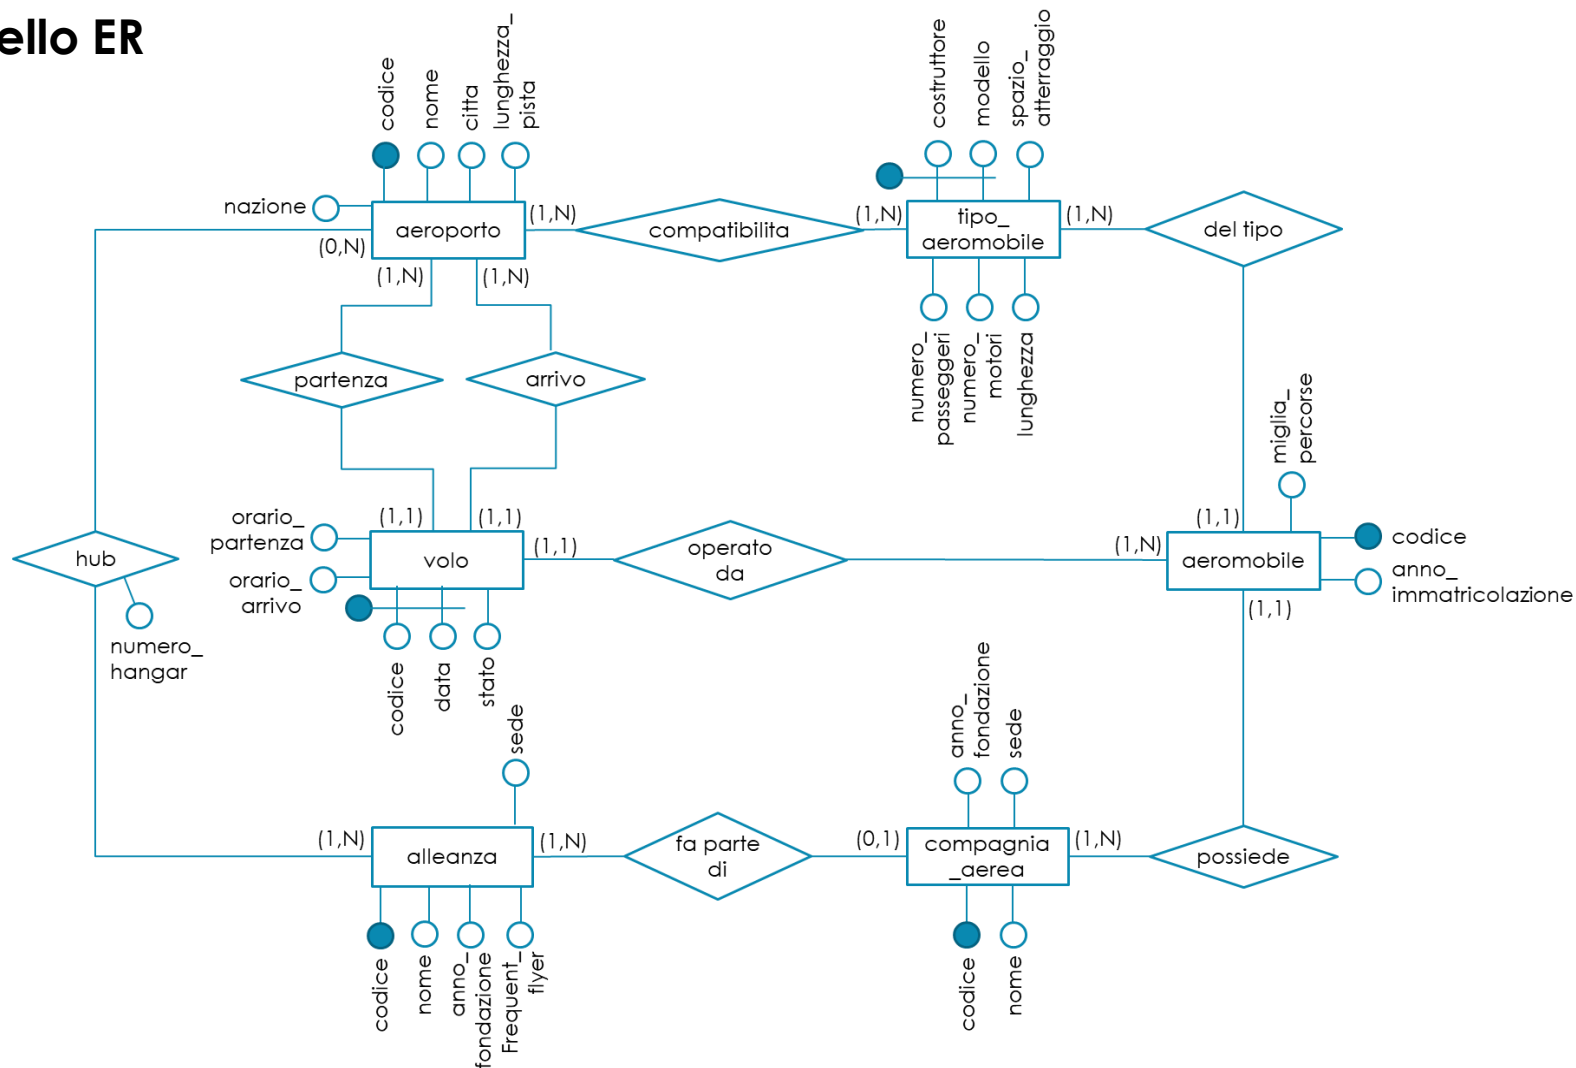 ello ER
codice
nome
citta
lunghezza_
pista
costruttore
modello
spazio_
atterraggio
nazione
aeroporto
(1,N)
compatibilita
(1,N)
tipo_
aeromobile
(1,N)
del tipo
(0,N)
(1,N)
(1,N)
numero_
passeggeri
numero_
motori
lunghezza
partenza
arrivo
miglia_
percorse
orario_
partenza
(1,1)
(1,1)
volo
(1,1)
operato
da
(1,N)
(1,1)
aeromobile
codice
anno_
immatricolazione
(1,1)
hub
orario_
arrivo
numero_
hangar
codice
data
stato
sede
anno_
fondazione
sede
(1,N)
alleanza
(1,N)
fa parte
di
(0,1)
compagnia
_aerea
(1,N)
possiede
codice
nome
anno_
fondazione
Frequent_
flyer
codice
nome